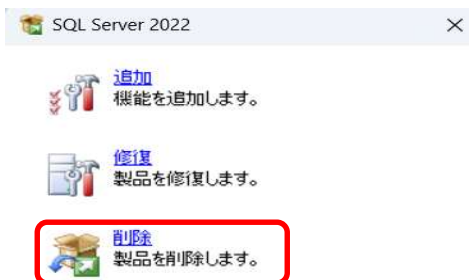 SQL Server 2022
追加
機能を追加します。
修復
製品を修復します。
削除
製品を削除します。